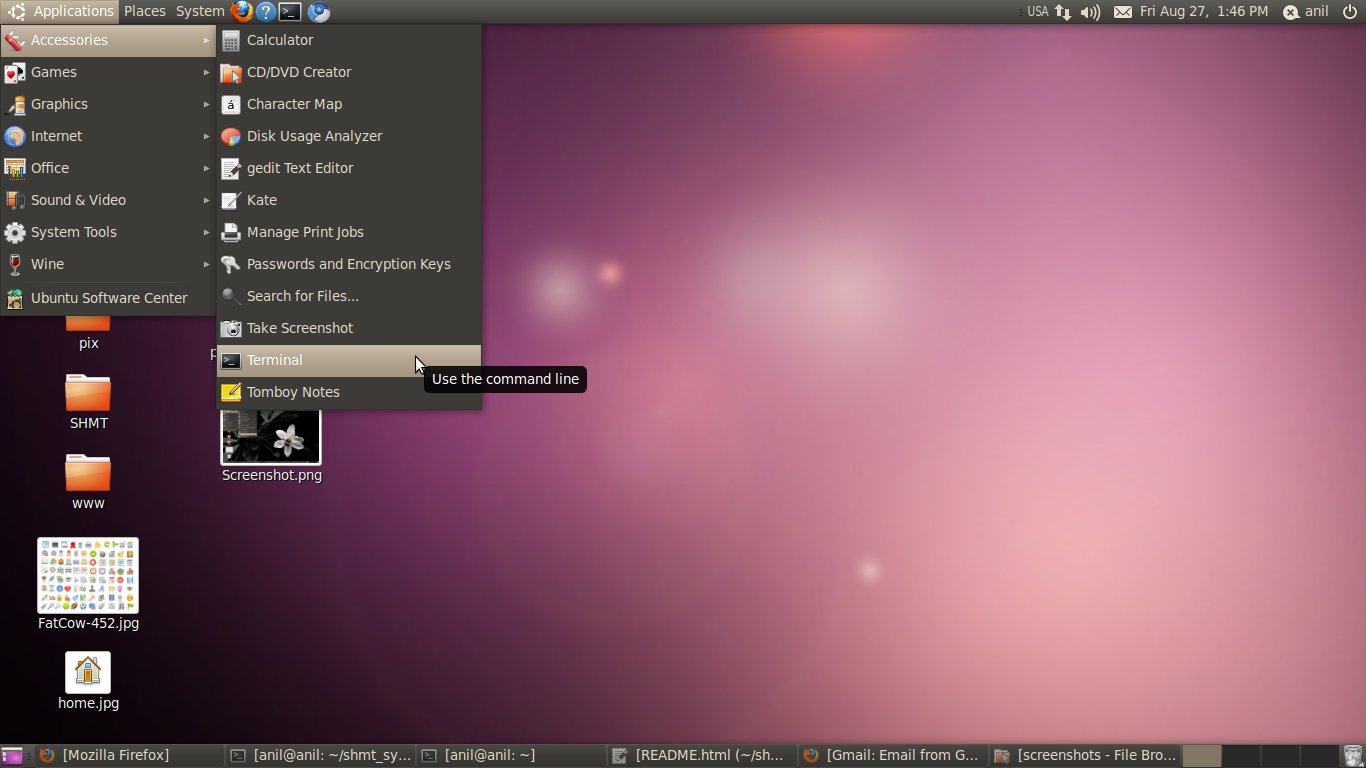 Applications Places System USA Fri Aug 27, 1:46 PM anil
Accessories
Games
Graphics
Internet
Office
Sound & Video
System Tools
Wine
Ubuntu Software Center
Calculator
CD/DVD Creator
Character Map
Disk Usage Analyzer
gedit Text Editor
Kate
Manage Print Jobs
Passwords and Encryption Keys
Search for Files...
Take Screenshot
Terminal
Tomboy Notes
Use the command line
pix
SHMT
www
FatCow-452.jpg
home.jpg
Screenshot.png
[Mozilla Firefox] [anil@anil: ~/shmt_sy... [anil@anil: ~] [README.html (~/sh... [Gmail: Email from G... [screenshots - File Bro...